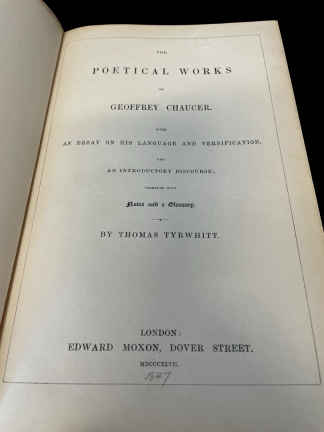 THE
POETICAL WORKS
OF
GEOFFREY CHAUCER.
WITH
AN ESSAY ON HIS LANGUAGE AND VERSIFICATION,
AND
AN INTRODUCTORY DISCOURSE;
TOGETHER WITH
Notes and a Glossary.
BY THOMAS TYRWHITT.
LONDON:
EDWARD MOXON, DOVER STREET.
MDCCCXLVII.
1847